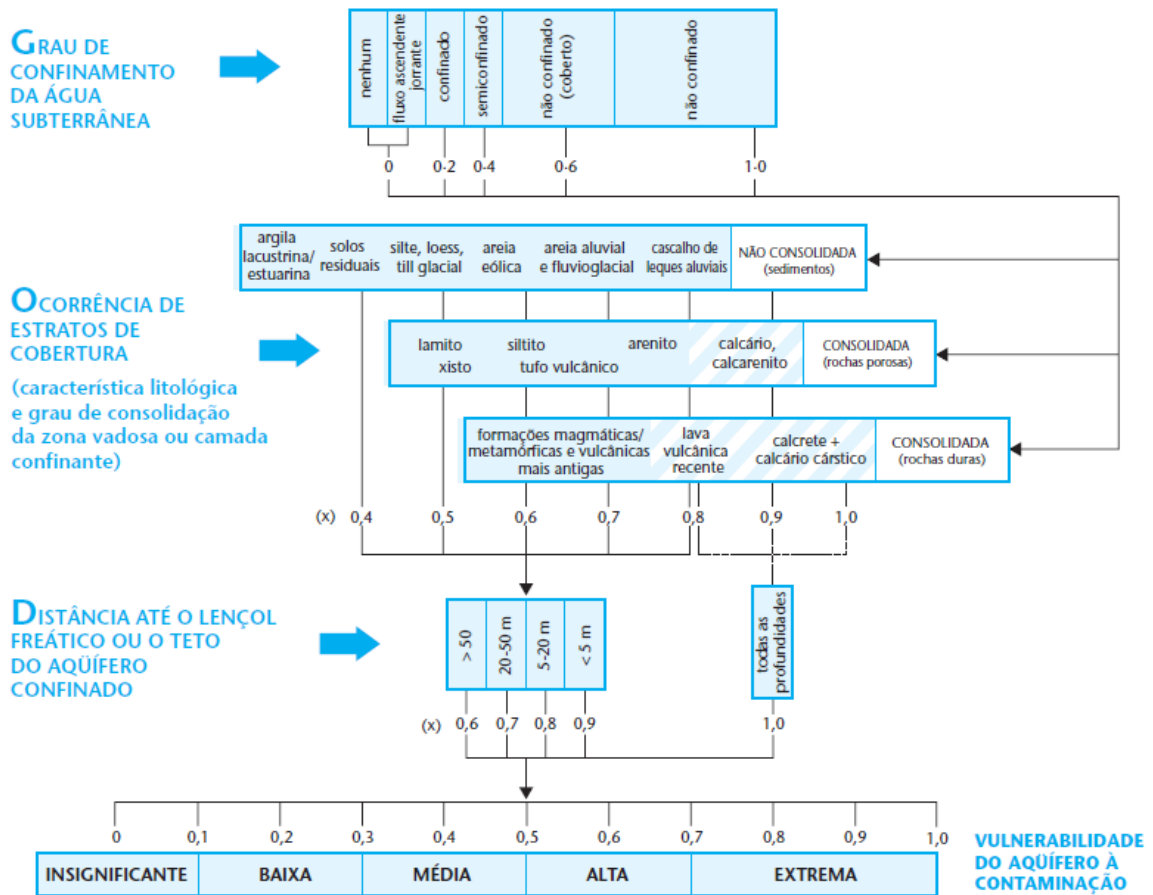 GRAU DE
CONFINAMENTO
DA ÁGUA
SUBTERRÂNEA
nenhum
fluxo ascendente
jorrante
confinado
semiconfinado
não confinado
(coberto)
não confinado
0
0·2
0·4
0·6
1·0
argila
lacustrina/
estuarina
solos
residuais
silte, loess,
till glacial
areia
eólica
areia aluvial
e fluvioglacial
cascalho de
leques aluviais
NÃO CONSOLIDADA
(sedimentos)
OCORRÊNCIA DE
ESTRATOS DE
COBERTURA
(característica litológica
e grau de consolidação
da zona vadosa ou camada
confinante)
lamito
xisto
siltito
tufo vulcânico
arenito
calcário,
calcarenito
CONSOLIDADA
(rochas porosas)
formações magmáticas/
metamórficas e vulcânicas
mais antigas
lava
vulcânica
recente
calcrete +
calcário cárstico
CONSOLIDADA
(rochas duras)
(x) 0,4 0,5 0,6 0,7 0,8 0,9 1,0
DISTÂNCIA ATÉ O LENÇOL
FREÁTICO OU O TETO
DO AQÜÍFERO
CONFINADO
> 50
20-50 m
5-20 m
< 5 m
todas as
profundidades
(x) 0,6 0,7 0,8 0,9 1,0
0 0,1 0,2 0,3 0,4 0,5 0,6 0,7 0,8 0,9 1,0
INSIGNIFICANTE BAIXA MÉDIA ALTA EXTREMA
VULNERABILIDADE
DO AQÜÍFERO À
CONTAMINAÇÃO